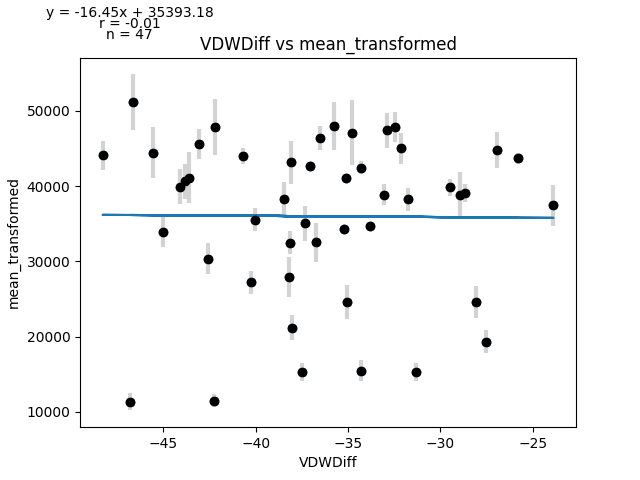 y = -16.45x + 35393.18
r = -0.01
n = 47
VDWDiff vs mean_transformed
50000
40000
30000
20000
10000
mean_transformed
−45
−40
−35
−30
−25
VDWDiff